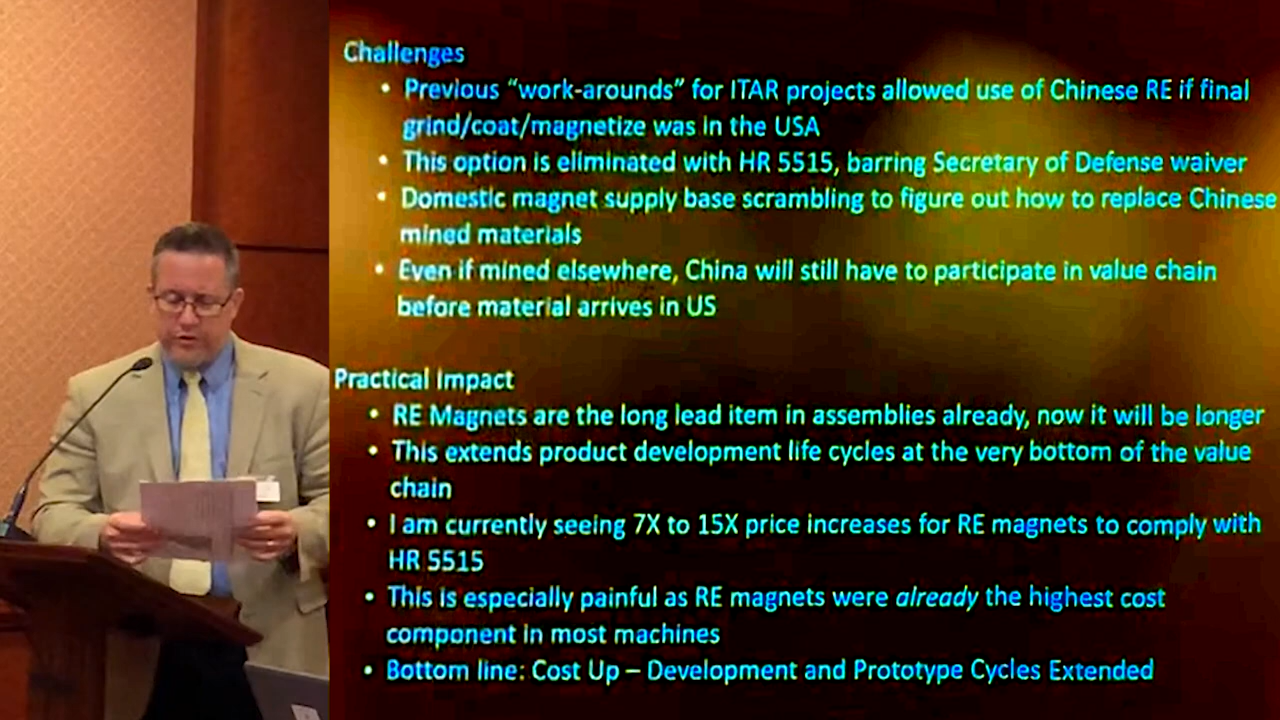 Challenges
• Previous “work-arounds” for ITAR projects allowed use of Chinese RE if final
grind/coat/magnetize was in the USA
• This option is eliminated with HR 5515, barring Secretary of Defense waiver
• Domestic magnet supply base scrambling to figure out how to replace Chinese
mined materials
• Even if mined elsewhere, China will still have to participate in value chain
before material arrives in US
Practical Impact
• RE Magnets are the long lead item in assemblies already, now it will be longer
• This extends product development life cycles at the very bottom of the value
chain
• I am currently seeing 7X to 15X price increases for RE magnets to comply with
HR 5515
• This is especially painful as RE magnets were already the highest cost
component in most machines
• Bottom line: Cost Up – Development and Prototype Cycles Extended